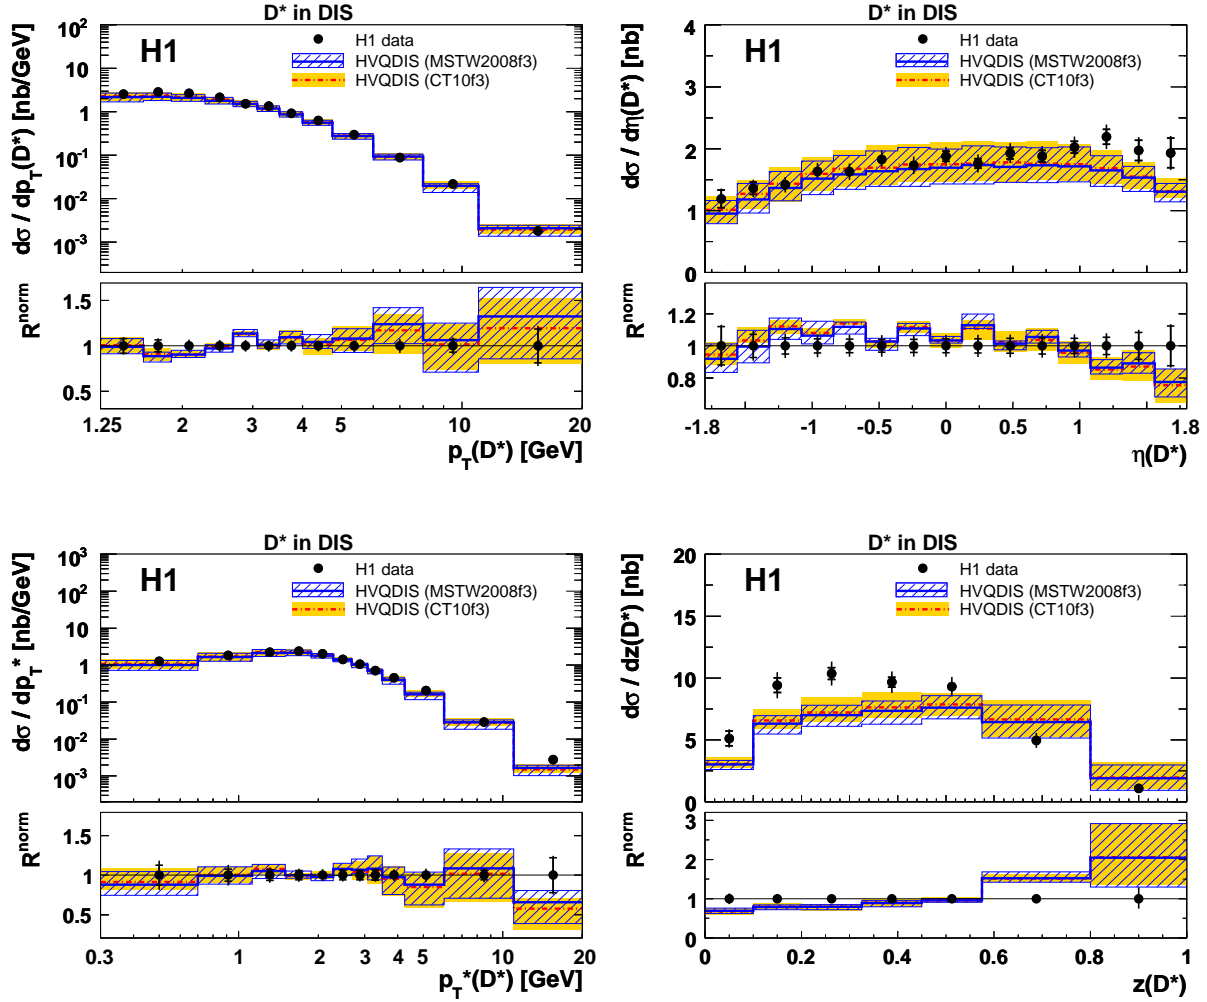 D* in DIS
H1
H1 data
HVQDIS (MSTW2008f3)
HVQDIS (CT10f3)
dσ / dp_T(D*) [nb/GeV]
10^2
10
1
10^-1
10^-2
10^-3
R^norm
1.5
1
0.5
1.25 2 3 4 5 10 20
p_T(D*) [GeV]
D* in DIS
H1
H1 data
HVQDIS (MSTW2008f3)
HVQDIS (CT10f3)
dσ / dη(D*) [nb]
4
3
2
1
0
R^norm
1.2
1
0.8
-1.8 -1 -0.5 0 0.5 1 1.8
η(D*)
D* in DIS
H1
H1 data
HVQDIS (MSTW2008f3)
HVQDIS (CT10f3)
dσ / dp_T* [nb/GeV]
10^3
10^2
10
1
10^-1
10^-2
10^-3
R^norm
1.5
1
0.5
0.3 1 2 3 4 5 10 20
p_T*(D*) [GeV]
D* in DIS
H1
H1 data
HVQDIS (MSTW2008f3)
HVQDIS (CT10f3)
dσ / dz(D*) [nb]
20
15
10
5
0
R^norm
3
2
1
0
0 0.2 0.4 0.6 0.8 1
z(D*)